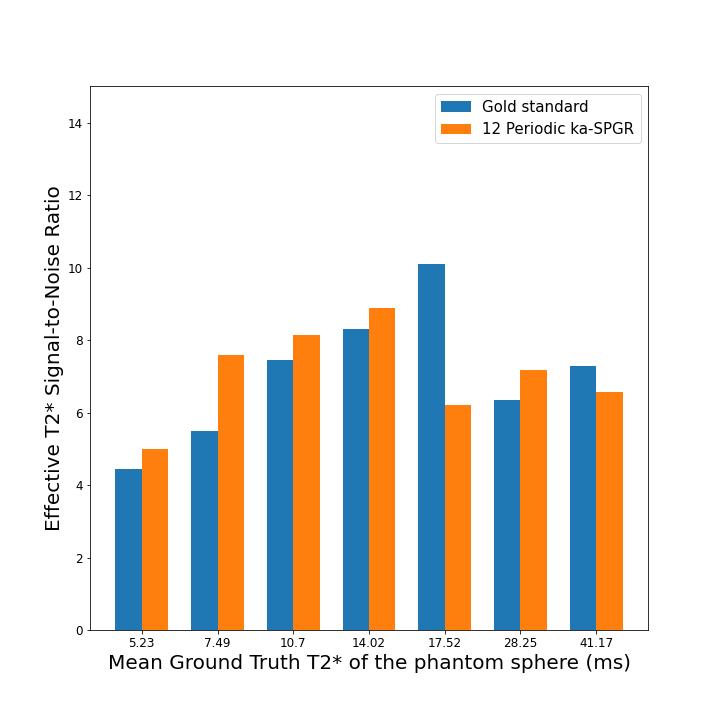 Gold standard
12 Periodic ka-SPGR
14
12
10
8
6
4
2
0
Effective T2* Signal-to-Noise Ratio
5.23 7.49 10.7 14.02 17.52 28.25 41.17
Mean Ground Truth T2* of the phantom sphere (ms)